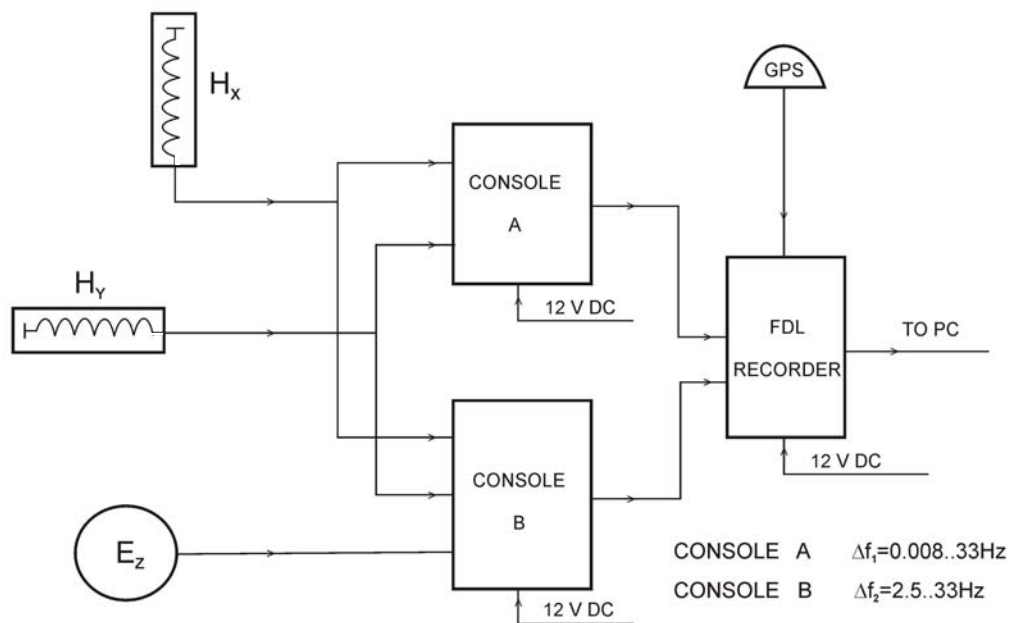 GPS
Hx
CONSOLE
A
HY
12 V DC
FDL
RECORDER
TO PC
CONSOLE
B
12 V DC
Ez
CONSOLE A Δf₁=0.008..33Hz
CONSOLE B Δf₂=2.5..33Hz
12 V DC